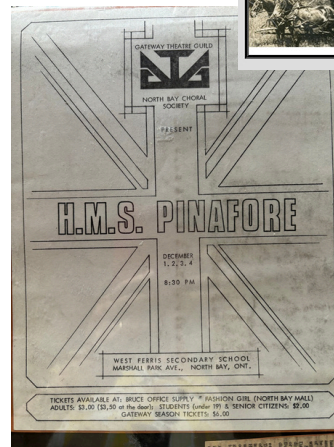 GATEWAY THEATRE GUILD
NORTH BAY CHORAL
SOCIETY
PRESENT
H.M.S. PINAFORE
DECEMBER
1, 2, 3, 4
8:30 PM
WEST FERRIS SECONDARY SCHOOL
MARSHALL PARK AVE., NORTH BAY, ONT.
TICKETS AVAILABLE AT: BRUCE OFFICE SUPPLY * FASHION GIRL (NORTH BAY MALL)
ADULTS: $3.00 ($3.50 at the door); STUDENTS (under 19) & SENIOR CITIZENS: $2.00
GATEWAY SEASON TICKETS: $6.00